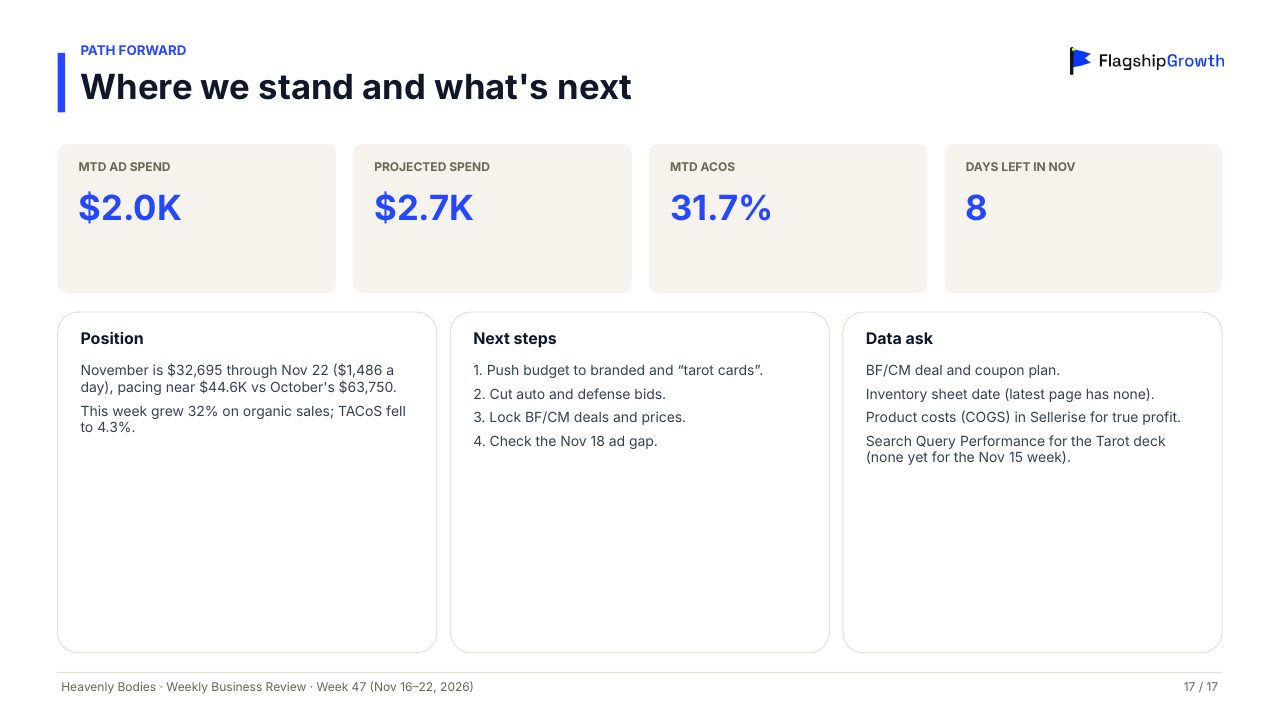 PATH FORWARD
Where we stand and what's next
FlagshipGrowth
MTD AD SPEND
$2.0K
PROJECTED SPEND
$2.7K
MTD ACOS
31.7%
DAYS LEFT IN NOV
8
Position
November is $32,695 through Nov 22 ($1,486 a
day), pacing near $44.6K vs October's $63,750.
This week grew 32% on organic sales; TACoS fell
to 4.3%.
Next steps
1. Push budget to branded and “tarot cards”.
2. Cut auto and defense bids.
3. Lock BF/CM deals and prices.
4. Check the Nov 18 ad gap.
Data ask
BF/CM deal and coupon plan.
Inventory sheet date (latest page has none).
Product costs (COGS) in Sellerise for true profit.
Search Query Performance for the Tarot deck
(none yet for the Nov 15 week).
Heavenly Bodies · Weekly Business Review · Week 47 (Nov 16–22, 2026)
17 / 17